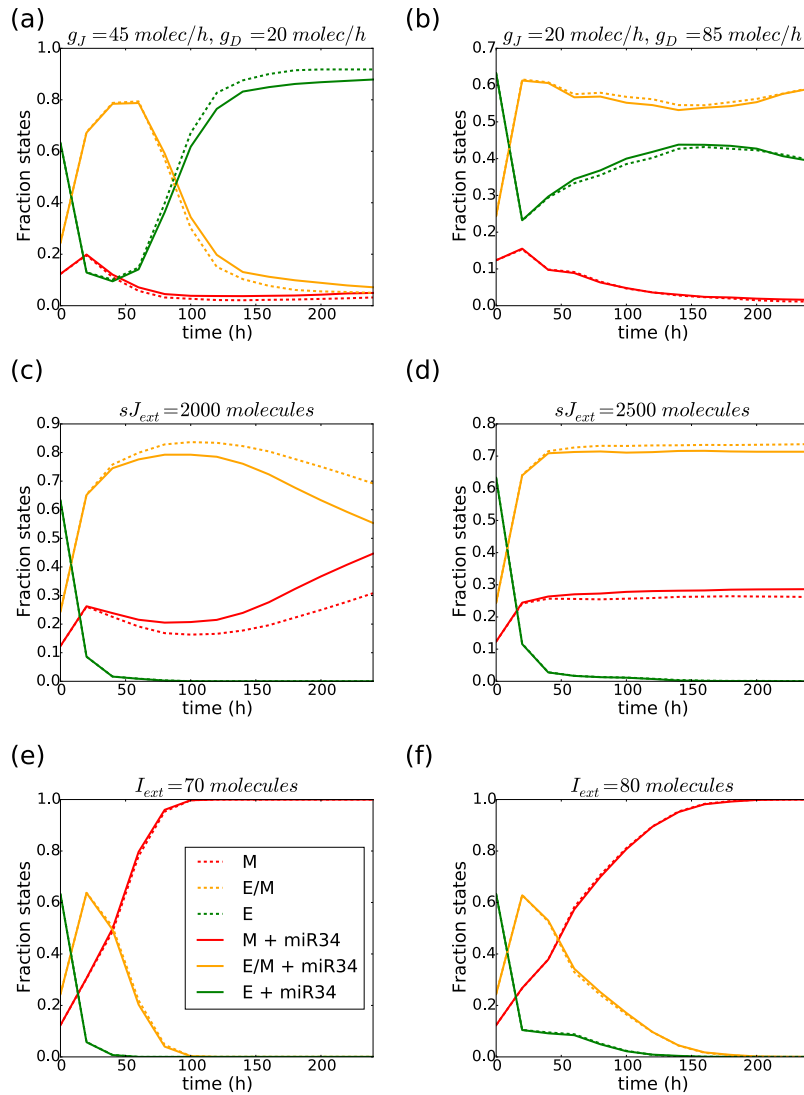 (a)
g_J=45 molec/h, g_D=20 molec/h
Fraction states
1.0
0.8
0.6
0.4
0.2
0.0
0 50 100 150 200
time (h)
(b)
g_J=20 molec/h, g_D=85 molec/h
Fraction states
0.7
0.6
0.5
0.4
0.3
0.2
0.1
0.0
0 50 100 150 200
time (h)
(c)
sJ_ext=2000 molecules
Fraction states
0.9
0.8
0.7
0.6
0.5
0.4
0.3
0.2
0.1
0.0
0 50 100 150 200
time (h)
(d)
sJ_ext=2500 molecules
Fraction states
0.8
0.7
0.6
0.5
0.4
0.3
0.2
0.1
0.0
0 50 100 150 200
time (h)
(e)
I_ext=70 molecules
Fraction states
1.0
0.8
0.6
0.4
0.2
0.0
0 50 100 150 200
time (h)
M
E/M
E
M + miR34
E/M + miR34
E + miR34
(f)
I_ext=80 molecules
Fraction states
1.0
0.8
0.6
0.4
0.2
0.0
0 50 100 150 200
time (h)